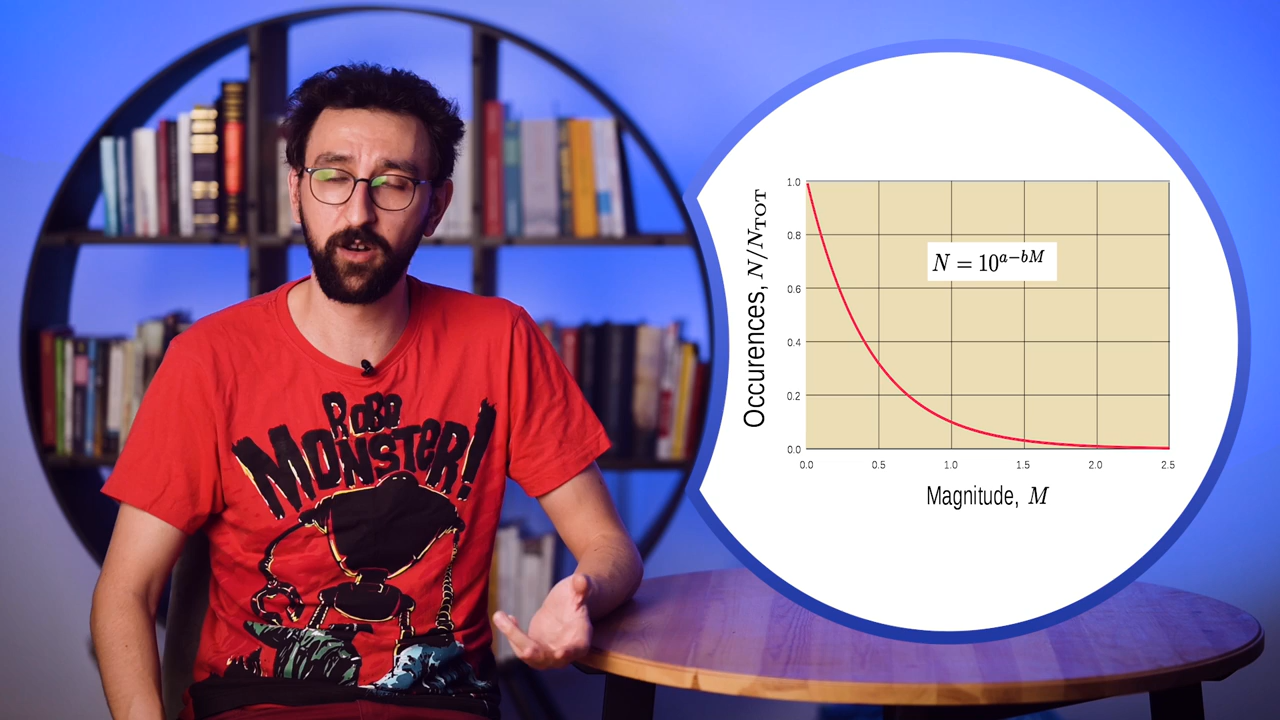 ROBO
MONSTER!
Occurences, N/N_TOT
1.0
0.8
0.6
0.4
0.2
0.0
N = 10^{a−bM}
0.0 0.5 1.0 1.5 2.0 2.5
Magnitude, M